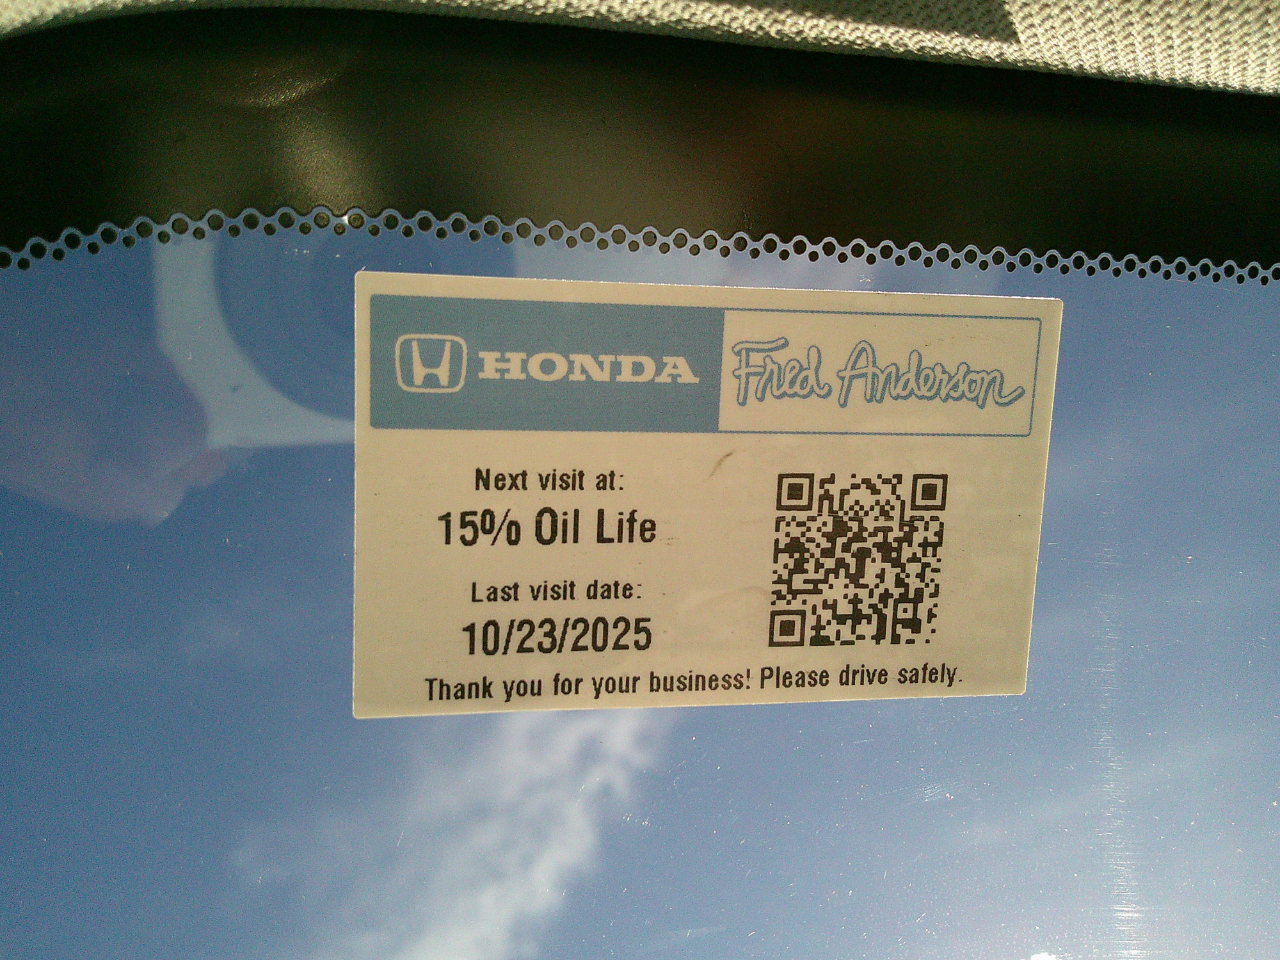 HONDA Fred Anderson
Next visit at:
15% Oil Life
Last visit date:
10/23/2025
Thank you for your business! Please drive safely.